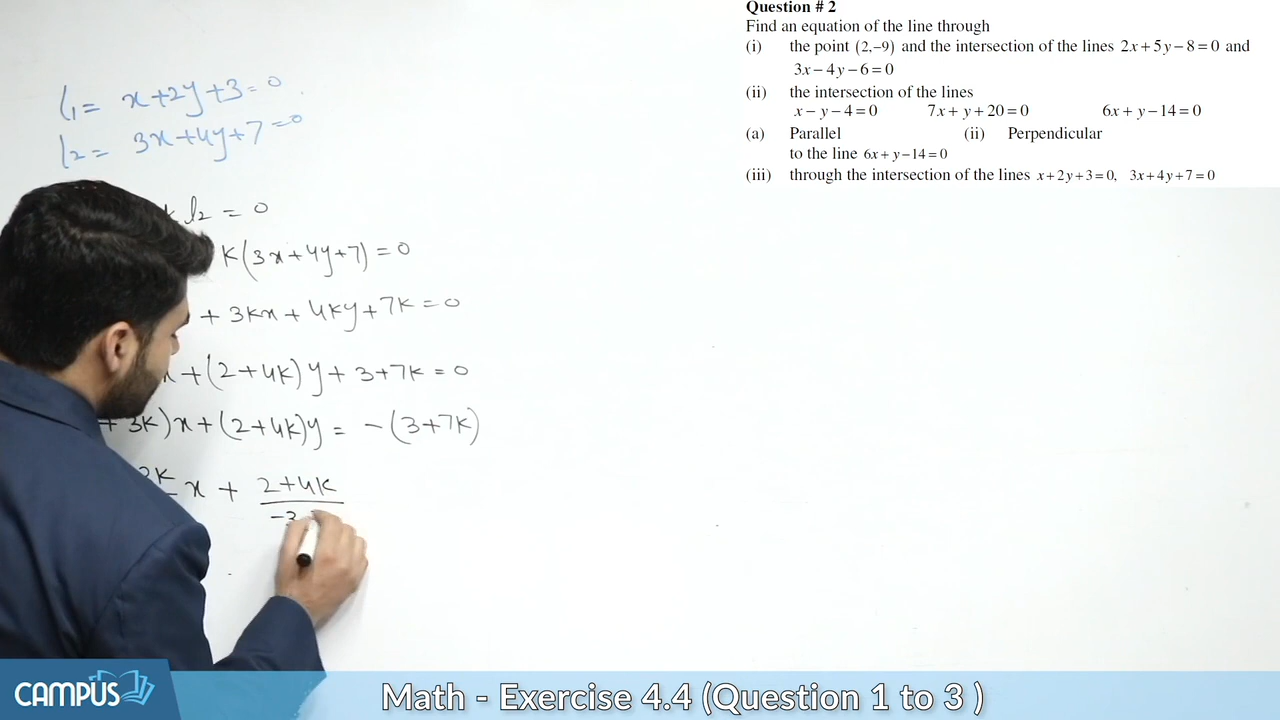 Question # 2
Find an equation of the line through
(i) the point (2,–9) and the intersection of the lines 2x+5y–8=0 and
3x–4y–6=0
(ii) the intersection of the lines
x–y–4=0 7x+y+20=0 6x+y–14=0
(a) Parallel (ii) Perpendicular
to the line 6x+y–14=0
(iii) through the intersection of the lines x+2y+3=0, 3x+4y+7=0
l₁= x+2y+3=0
l₂= 3x+4y+7=0
l₂ = 0
K(3x+4y+7)=0
+ 3Kx + 4Ky+7K=0
x+(2+4K)y+3+7K=0
+3K)x+(2+4K)y= -(3+7K)
3K x + 2+4K
-3
CAMPUS
Math - Exercise 4.4 (Question 1 to 3 )